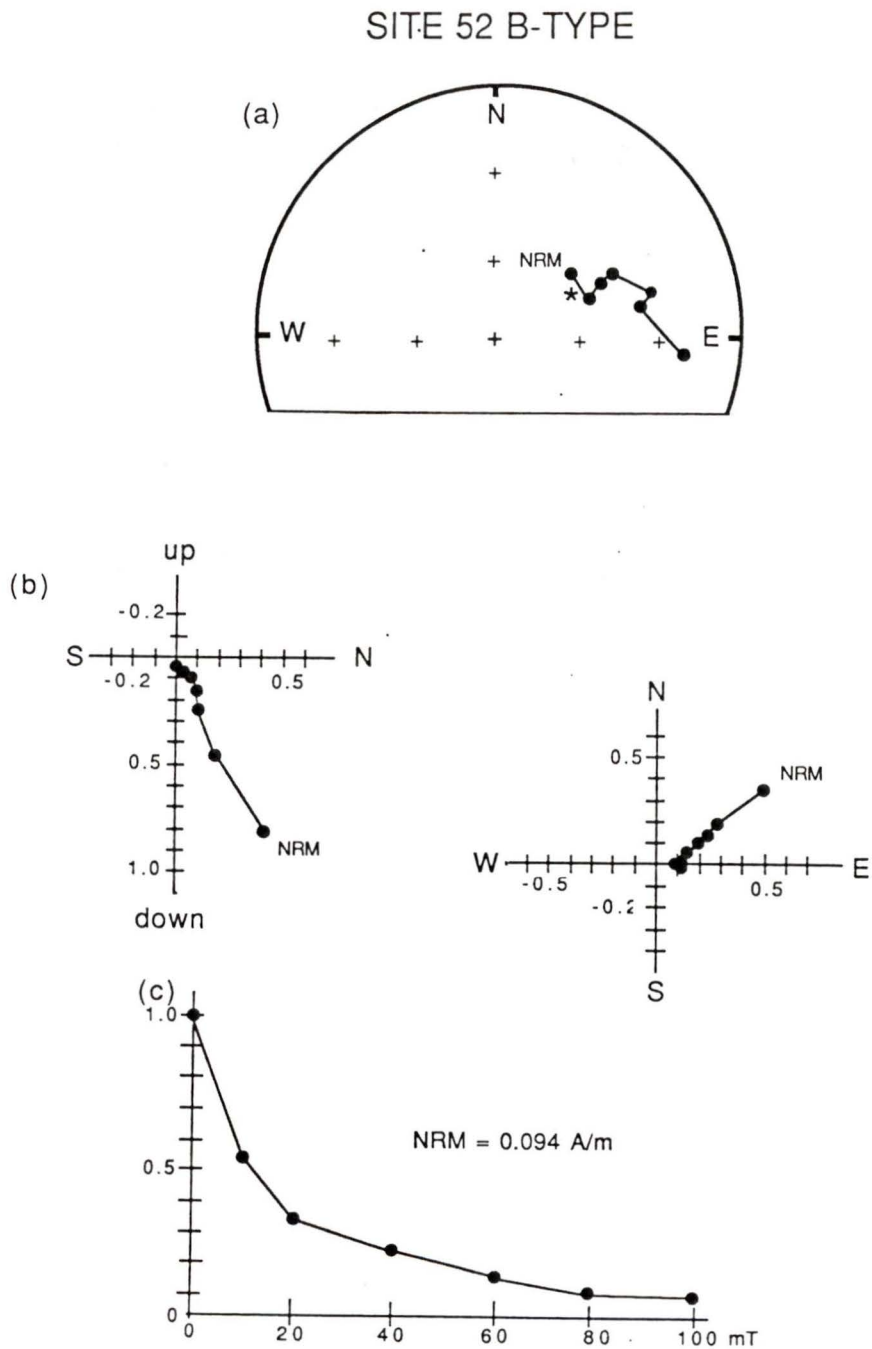 SITE 52 B-TYPE
(a)
N
NRM
*
W
E
(b)
up
-0.2
S
N
-0.2
0.5
0.5
NRM
1.0
down
N
0.5
NRM
W
E
-0.5
0.5
-0.2
S
(c)
1.0
NRM = 0.094 A/m
0.5
0
0 20 40 60 80 100 mT